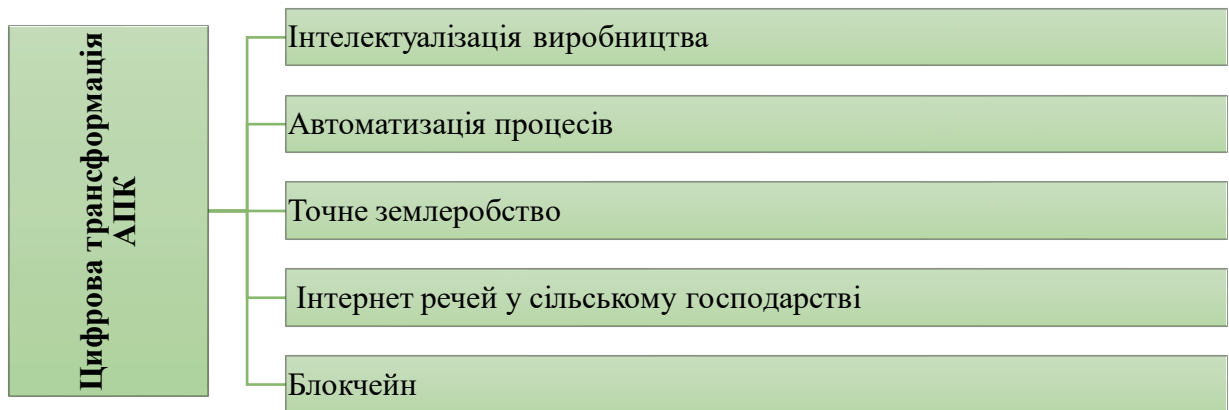 Цифрова трансформація
АПК
Інтелектуалізація виробництва
Автоматизація процесів
Точне землеробство
Інтернет речей у сільському господарстві
Блокчейн